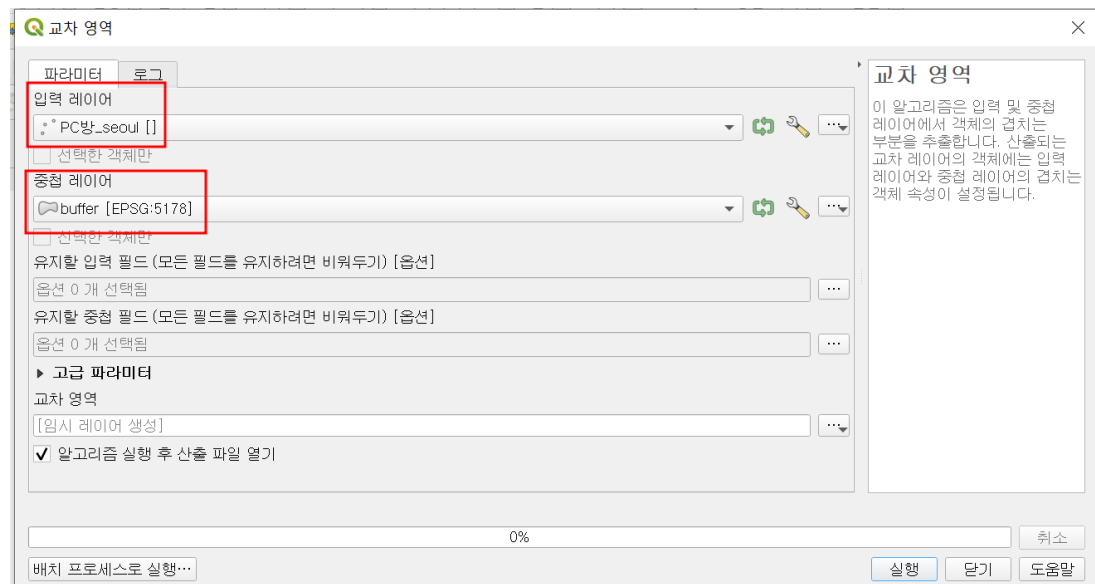 교차 영역
파라미터
로그
입력 레이어
PC방_seoul []
선택한 객체만
중첩 레이어
buffer [EPSG:5178]
선택한 객체만
유지할 입력 필드 (모든 필드를 유지하려면 비워두기) [옵션]
옵션 0 개 선택됨
…
유지할 중첩 필드 (모든 필드를 유지하려면 비워두기) [옵션]
옵션 0 개 선택됨
…
고급 파라미터
교차 영역
[임시 레이어 생성]
알고리즘 실행 후 산출 파일 열기
교차 영역
이 알고리즘은 입력 및 중첩
레이어에서 객체의 겹치는
부분을 추출합니다. 산출되는
교차 레이어의 객체에는 입력
레이어와 중첩 레이어의 겹치는
객체 속성이 설정됩니다.
0%
취소
배치 프로세스로 실행…
실행
닫기
도움말